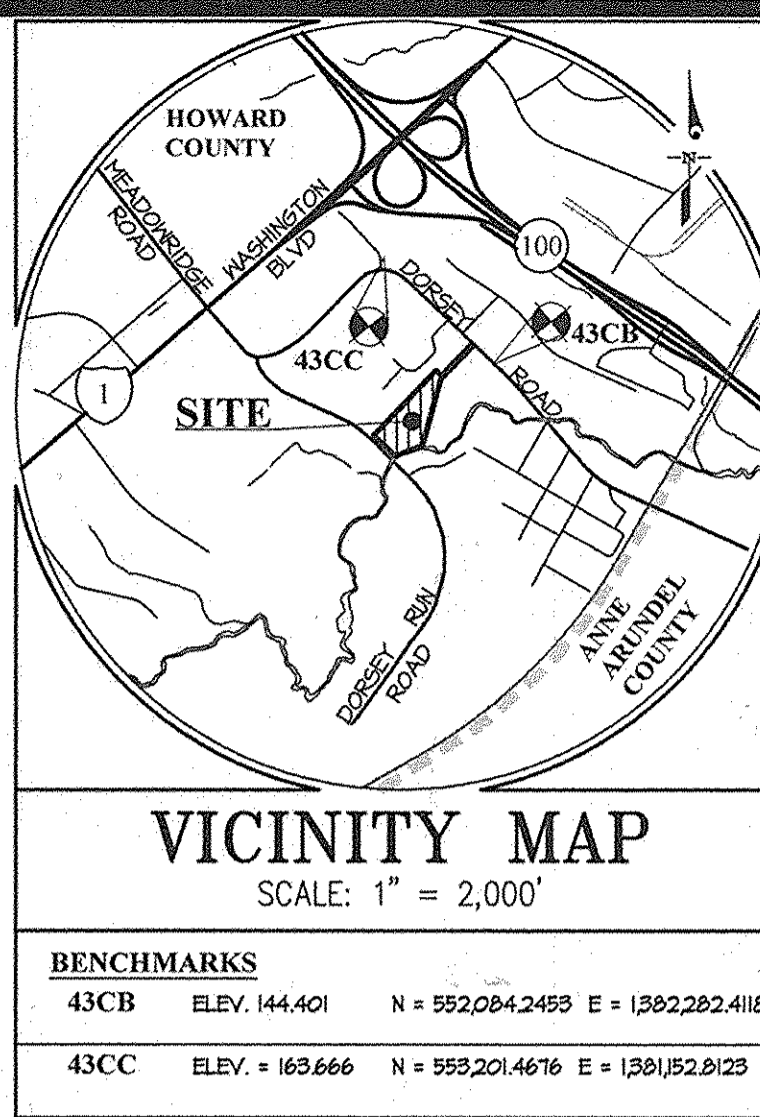 HOWARD
COUNTY
MEADOWRIDGE
ROAD
WASHINGTON
BLVD
N
100
DORSEY
ROAD
43CC
43CB
1
SITE
DORSEY RUN
ROAD
ANNE
ARUNDEL
COUNTY
VICINITY MAP
SCALE: 1" = 2,000'
BENCHMARKS
43CB ELEV. 144.401 N = 552,084.2453 E = 1,382,282.4118
43CC ELEV. = 163.666 N = 553,201.4676 E = 1,381,152.8123